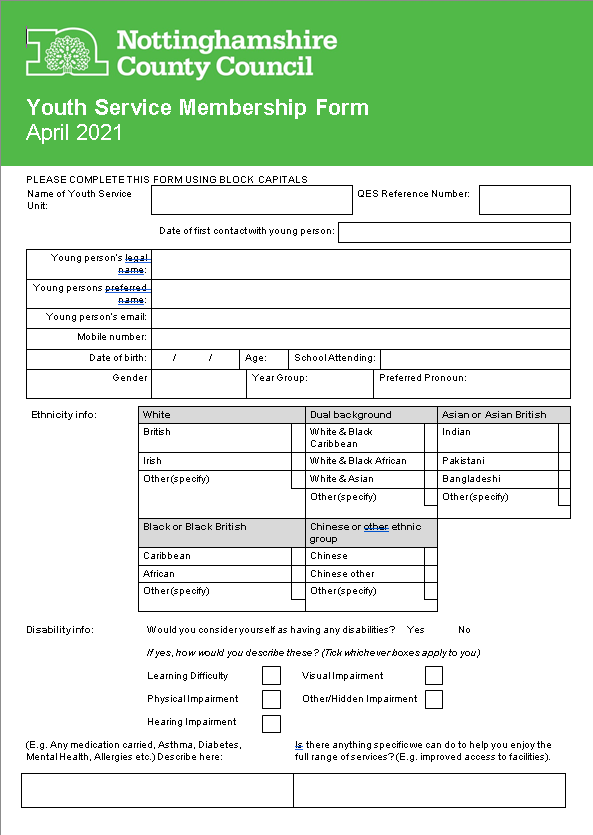 Nottinghamshire
County Council
Youth Service Membership Form
April 2021
PLEASE COMPLETE THIS FORM USING BLOCK CAPITALS
Name of Youth Service
Unit:
QES Reference Number:
Date of first contact with young person:
Young person's legal
name:
Young persons preferred
name:
Young person's email:
Mobile number:
Date of birth: / / Age: School Attending:
Gender Year Group: Preferred Pronoun:
Ethnicity info: White Dual background Asian or Asian British
British White & Black
Caribbean Indian
Irish White & Black African Pakistani
Other (specify) White & Asian Bangladeshi
Other (specify) Other (specify)
Black or Black British Chinese or other ethnic
group
Caribbean Chinese
African Chinese other
Other (specify) Other (specify)
Disability info: Would you consider yourself as having any disabilities? Yes No
If yes, how would you describe these? (Tick whichever boxes apply to you)
Learning Difficulty Visual Impairment
Physical Impairment Other/Hidden Impairment
Hearing Impairment
(E.g. Any medication carried, Asthma, Diabetes,
Mental Health, Allergies etc.) Describe here:
Is there anything specific we can do to help you enjoy the
full range of services? (E.g. improved access to facilities).